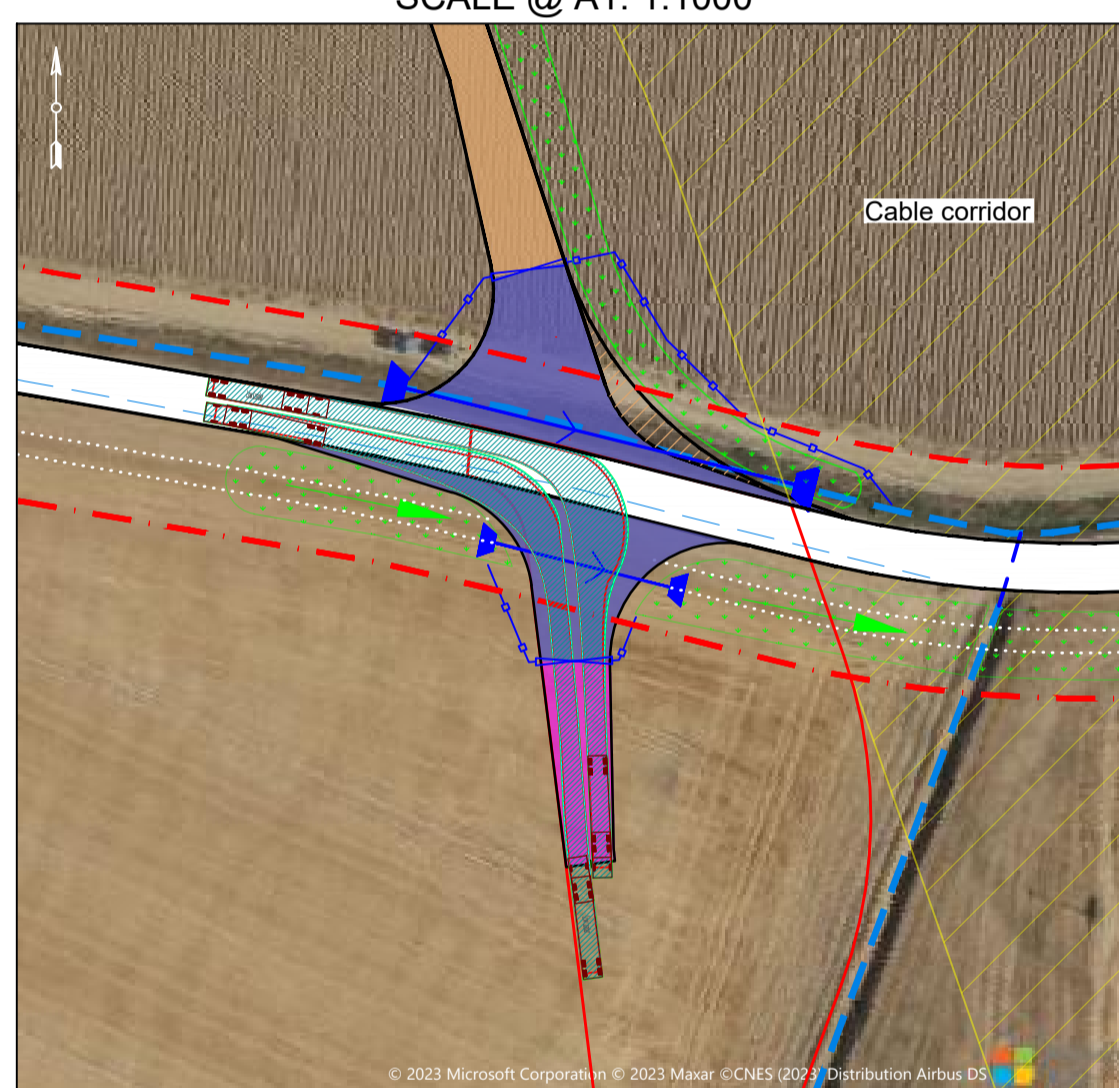 SCALE @ A1: 1:1000
Cable corridor
© 2023 Microsoft Corporation © 2023 Maxar ©CNES (2023) Distribution Airbus DS